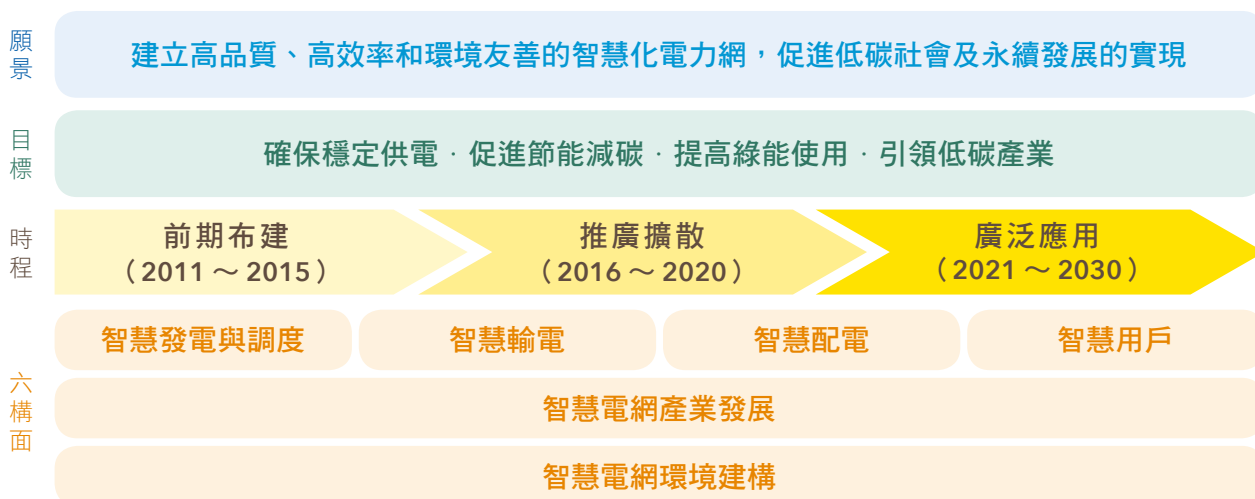 願景
建立高品質、高效率和環境友善的智慧化電力網，促進低碳社會及永續發展的實現
目標
確保穩定供電‧促進節能減碳‧提高綠能使用‧引領低碳產業
時程
前期布建
（2011～2015）
推廣擴散
（2016～2020）
廣泛應用
（2021～2030）
六構面
智慧發電與調度
智慧輸電
智慧配電
智慧用戶
智慧電網產業發展
智慧電網環境建構